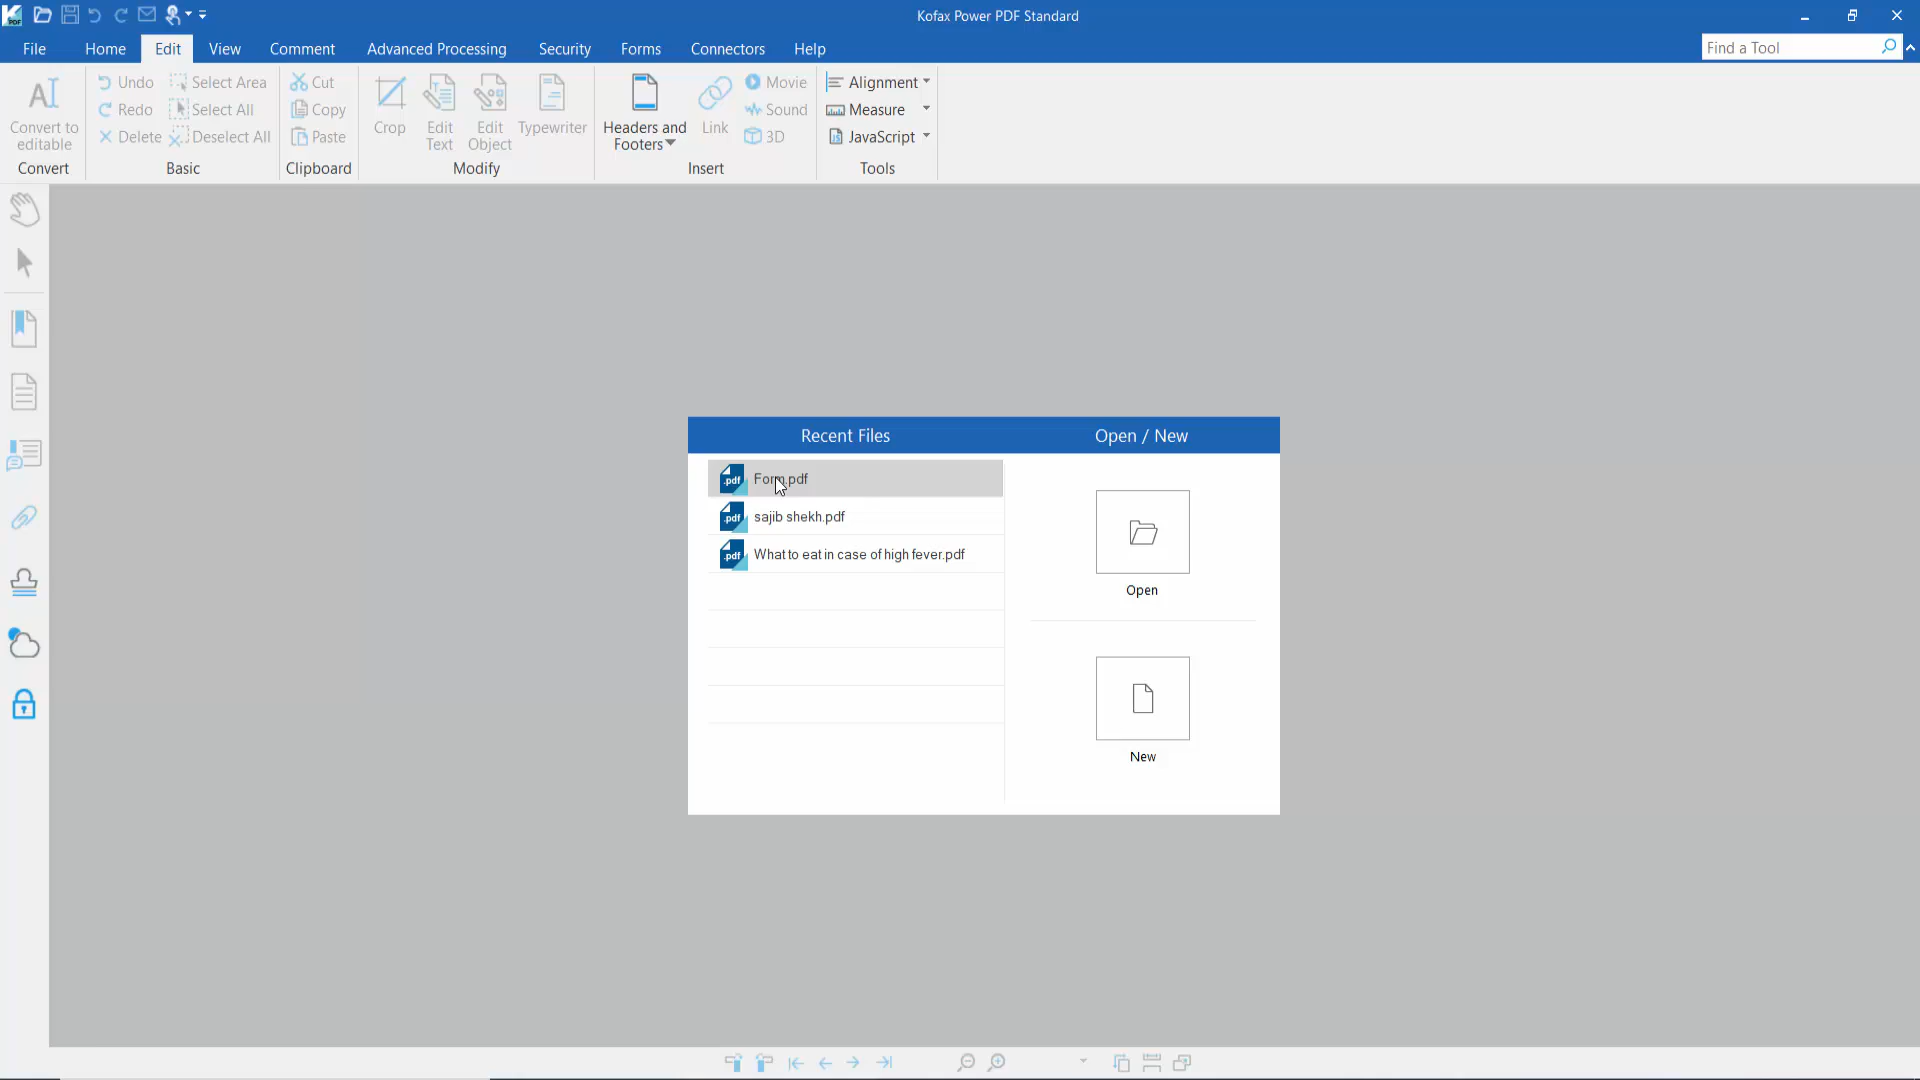 Kofax Power PDF Standard
File Home Edit View Comment Advanced Processing Security Forms Connectors Help
Find a Tool
Convert to
editable
Convert
Undo
Redo
Delete
Select Area
Select All
Deselect All
Basic
Cut
Copy
Paste
Clipboard
Crop
Edit
Text
Edit
Object
Typewriter
Modify
Headers and
Footers
Link
Movie
Sound
3D
Insert
Alignment
Measure
JavaScript
Tools
Recent Files
Form.pdf
sajib shekh.pdf
What to eat in case of high fever.pdf
Open / New
Open
New